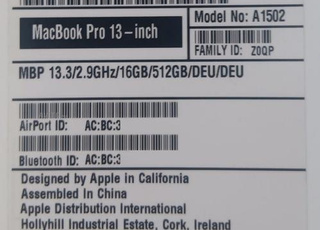 MacBook Pro 13-inch
Model No: A1502
FAMILY ID: Z0QP
MBP 13.3/2.9GHz/16GB/512GB/DEU/DEU
AirPort ID: AC:BC:3
Bluetooth ID: AC:BC:3
Designed by Apple in California
Assembled In China
Apple Distribution International
Hollyhill Industrial Estate, Cork, Ireland